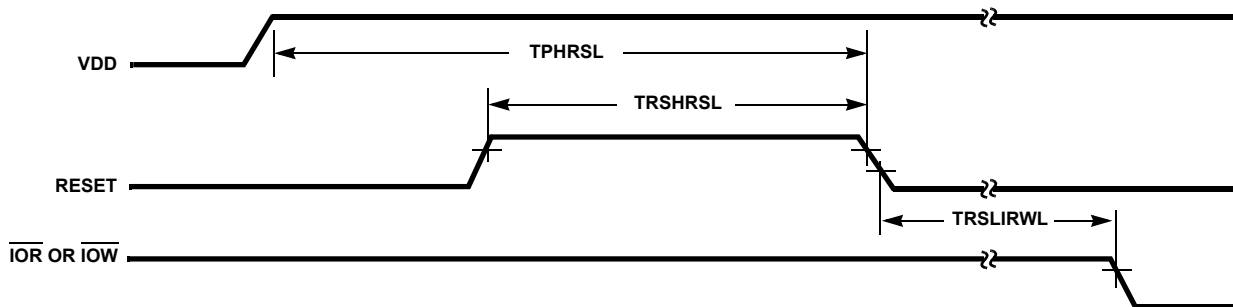 TPHRSL
VDD
TRSHRSL
RESET
TRSLIRWL
IOR OR IOW